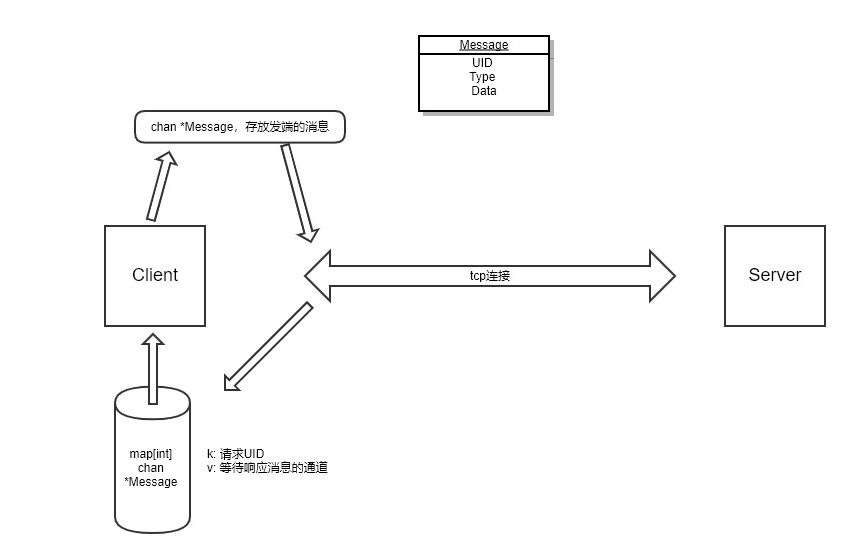 Message
UID
Type
Data
chan *Message，存放发端的消息
Client
tcp连接
Server
map[int]
chan
*Message
k: 请求UID
v: 等待响应消息的通道